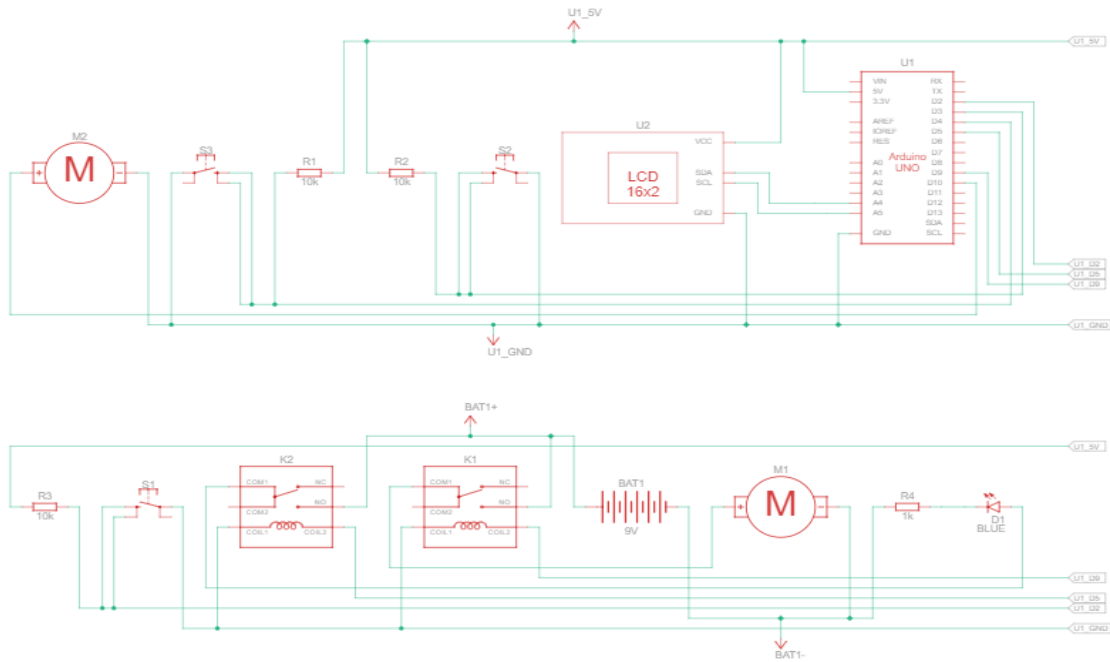 U1_5V
U1_5V
U1
VIN RX
5V TX
3.3V D2
D3
AREF D4
IOREF D5
RES D6
D7
A0 Arduino D8
A1 UNO D9
A2 D10
A3 D11
A4 D12
A5 D13
SDA
GND SCL
U2
VCC
LCD
16x2
SDA
SCL
GND
M2
+ M -
S3
R1
10k
R2
10k
S2
U1_D2
U1_D5
U1_D9
U1_GND
U1_GND
BAT1+
U1_5V
R3
10k
S1
K2
COM1 NC
NO
COM2
COIL1 COIL2
K1
COM1 NC
NO
COM2
COIL1 COIL2
BAT1
9V
M1
+ M -
R4
1k
D1
BLUE
U1_D9
U1_D5
U1_D2
U1_GND
BAT1-